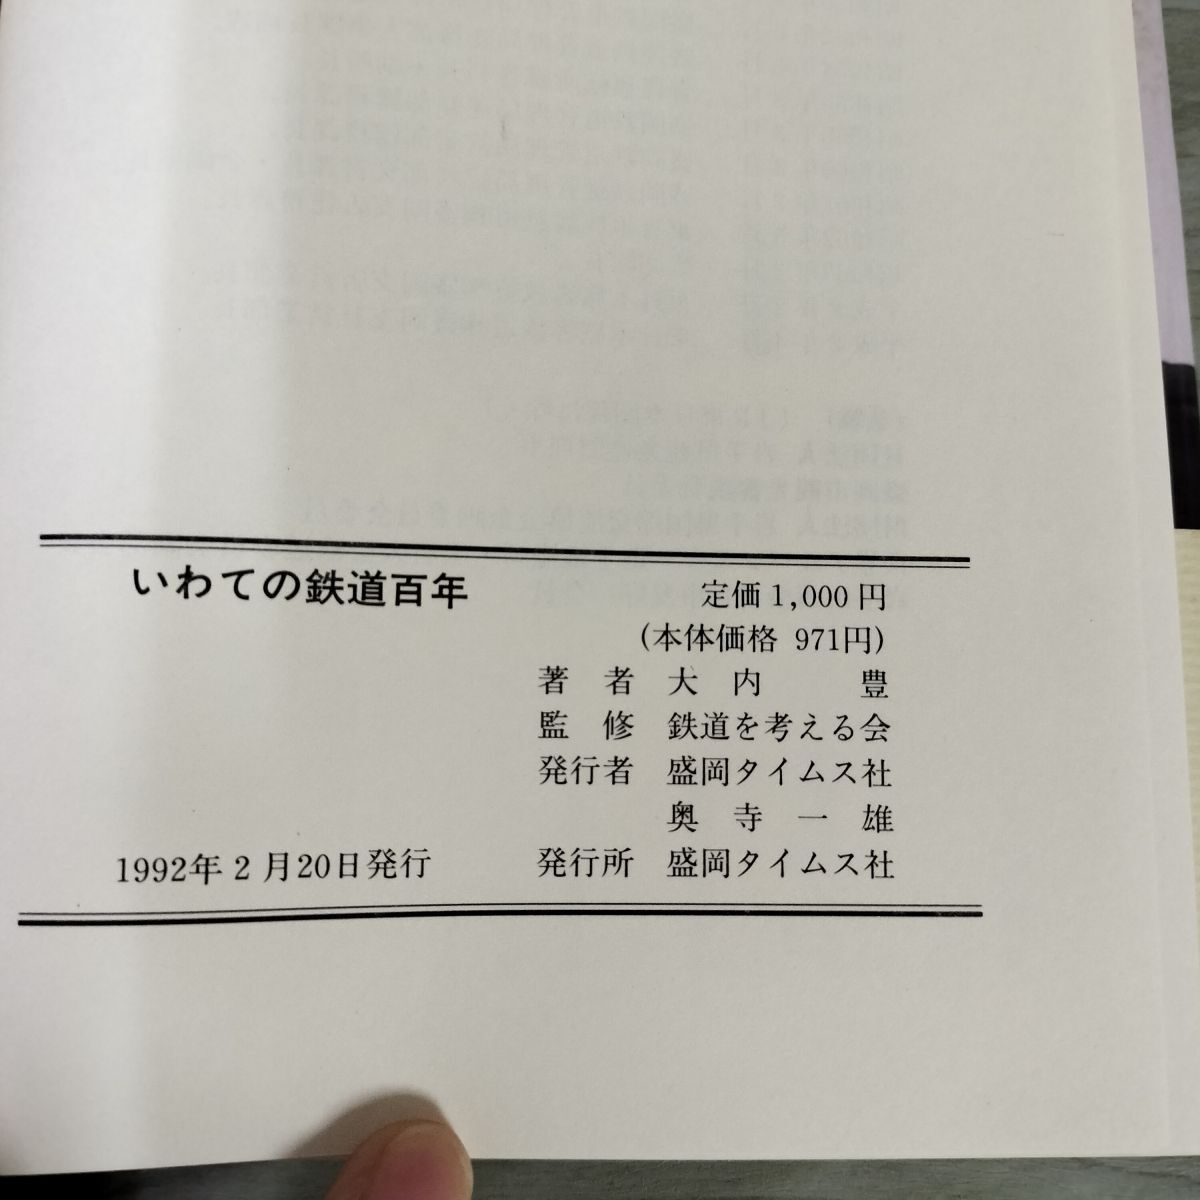 いわての鉄道百年
定価 1,000 円
(本体価格 971円)
著 者 大 内 豊
監 修 鉄道を考える会
発行者 盛岡タイムス社
奥 寺 一 雄
1992年 2 月20日発行
発行所 盛岡タイムス社